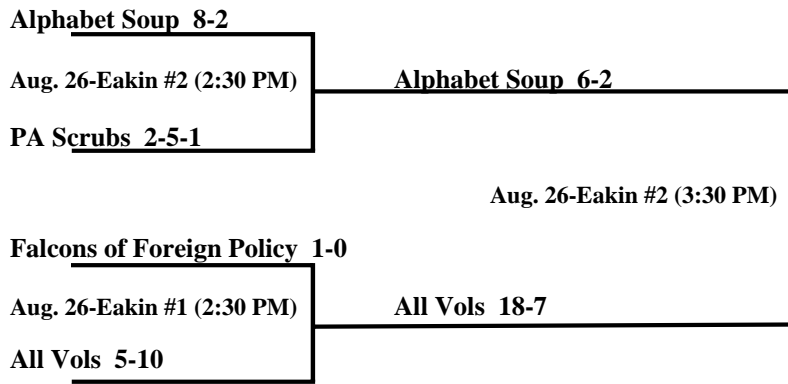 Alphabet Soup 8-2
Aug. 26-Eakin #2 (2:30 PM)
Alphabet Soup 6-2
PA Scrubs 2-5-1
Aug. 26-Eakin #2 (3:30 PM)
Falcons of Foreign Policy 1-0
Aug. 26-Eakin #1 (2:30 PM)
All Vols 18-7
All Vols 5-10